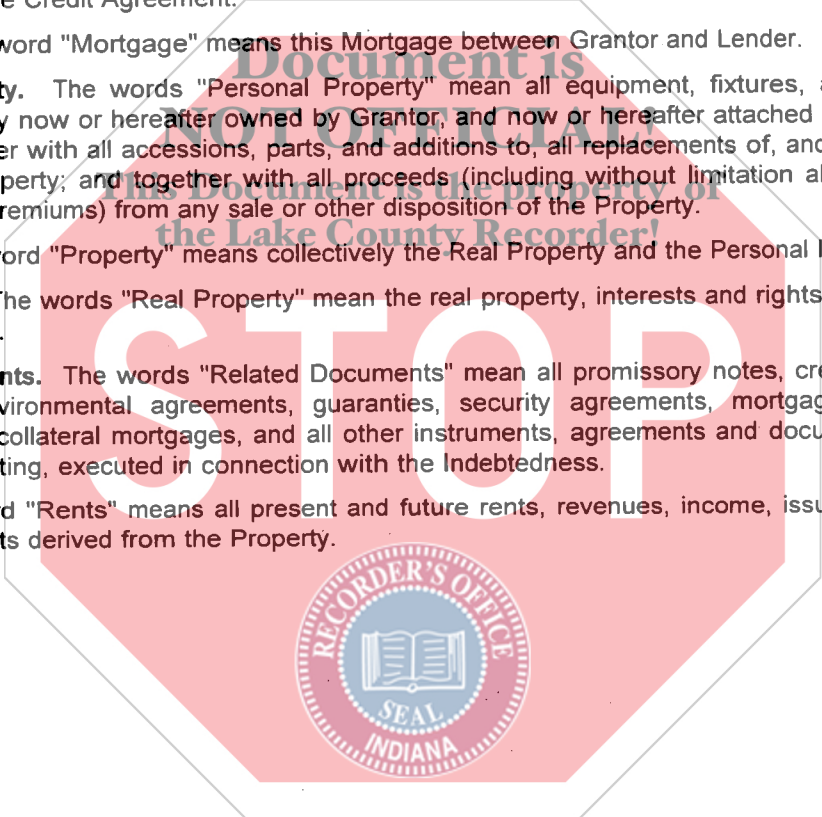 e Credit Agreement.
word "Mortgage" means this Mortgage between Grantor and Lender.
Document is
ty. The words "Personal Property" mean all equipment, fixtures,
y now or hereafter owned by Grantor, and now or hereafter attached
NOT OFFICIAL!
er with all accessions, parts, and additions to, all replacements of, and
perty; and together with all proceeds (including without limitation al
This Document is the property of
remiums) from any sale or other disposition of the Property.
the Lake County Recorder!
ord "Property" means collectively the Real Property and the Personal
The words "Real Property" mean the real property, interests and rights
.
STOP
nts. The words "Related Documents" mean all promissory notes, cre
vironmental agreements, guaranties, security agreements, mortgag
collateral mortgages, and all other instruments, agreements and docu
ting, executed in connection with the Indebtedness.
d "Rents" means all present and future rents, revenues, income, issu
ts derived from the Property.
RECORDER'S OFFICE
SEAL
INDIANA